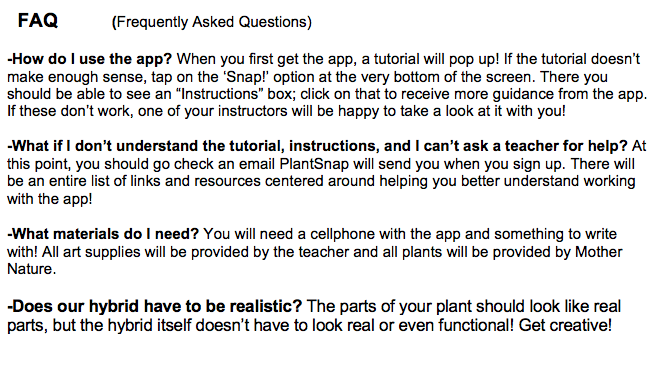 FAQ (Frequently Asked Questions)
-How do I use the app? When you first get the app, a tutorial will pop up! If the tutorial doesn’t
make enough sense, tap on the ‘Snap!’ option at the very bottom of the screen. There you
should be able to see an “Instructions” box; click on that to receive more guidance from the app.
If these don’t work, one of your instructors will be happy to take a look at it with you!
-What if I don’t understand the tutorial, instructions, and I can’t ask a teacher for help? At
this point, you should go check an email PlantSnap will send you when you sign up. There will
be an entire list of links and resources centered around helping you better understand working
with the app!
-What materials do I need? You will need a cellphone with the app and something to write
with! All art supplies will be provided by the teacher and all plants will be provided by Mother
Nature.
-Does our hybrid have to be realistic? The parts of your plant should look like real
parts, but the hybrid itself doesn’t have to look real or even functional! Get creative!